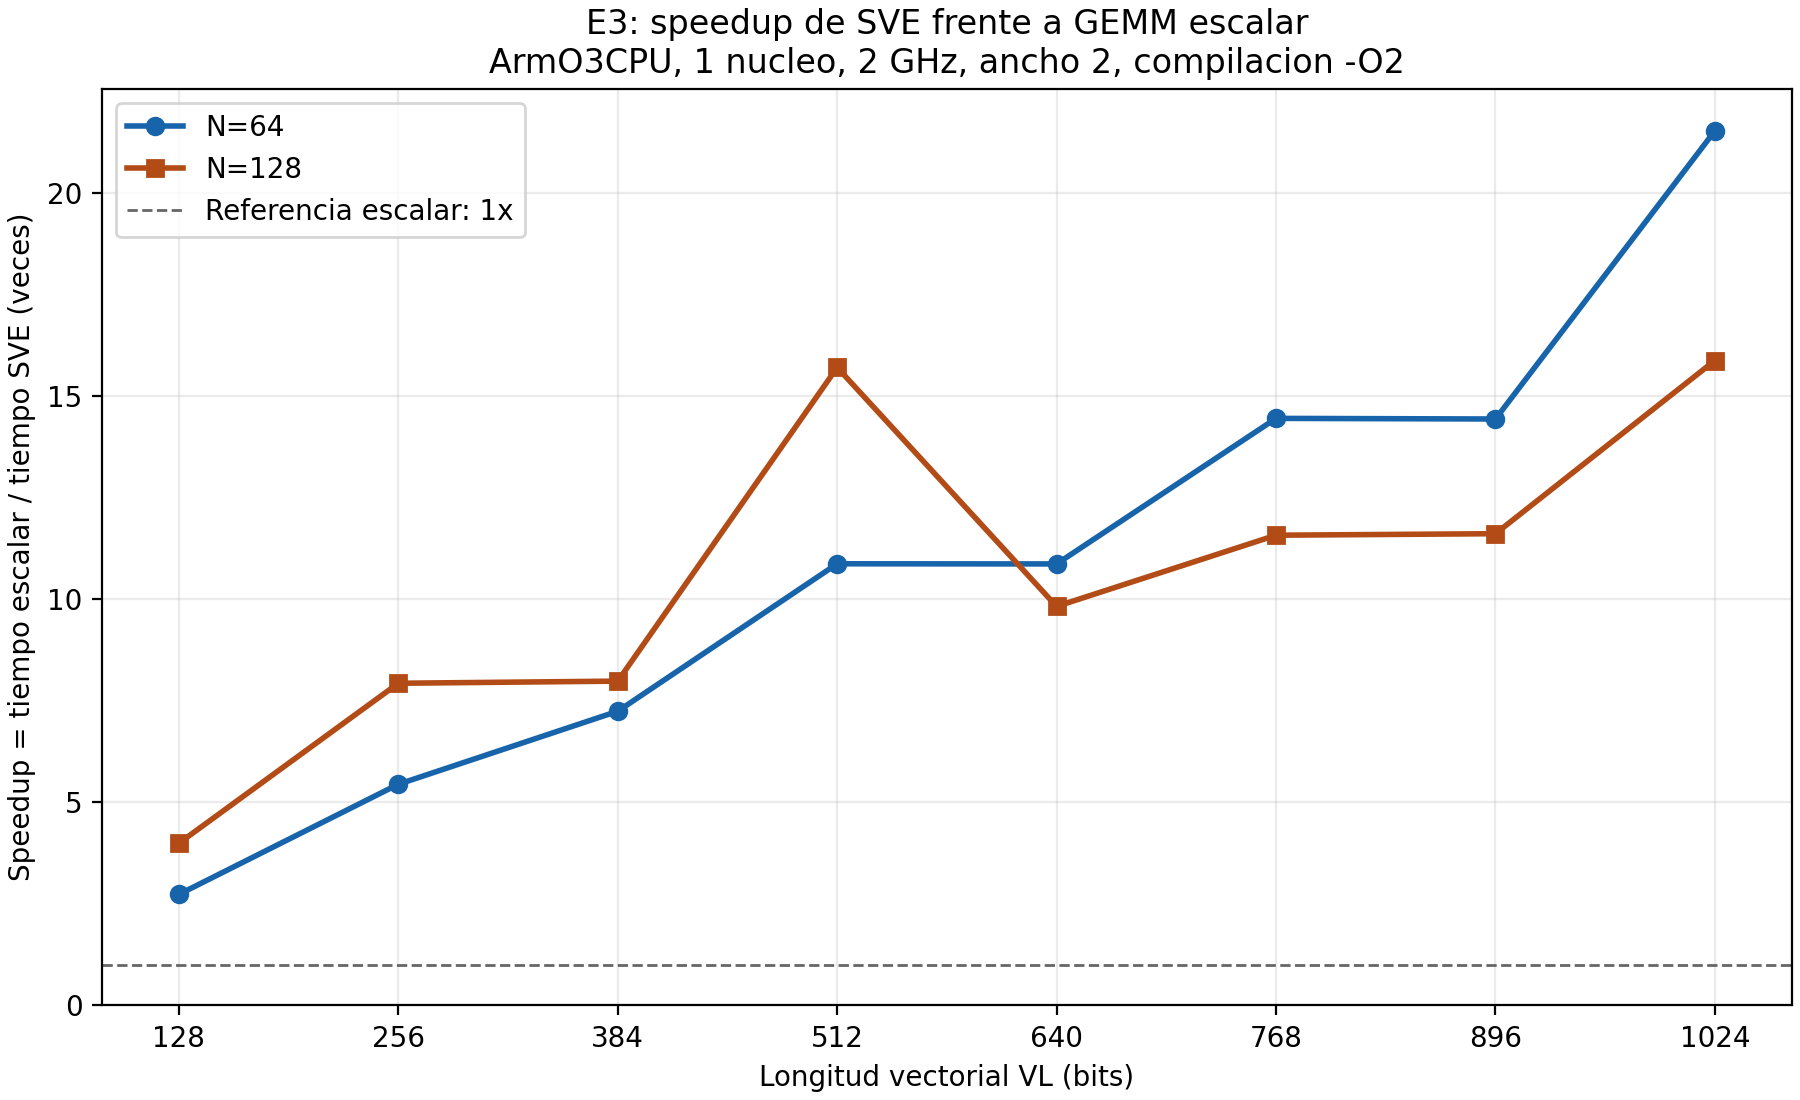 E3: speedup de SVE frente a GEMM escalar
ArmO3CPU, 1 nucleo, 2 GHz, ancho 2, compilacion -O2
N=64
N=128
Referencia escalar: 1x
Speedup = tiempo escalar / tiempo SVE (veces)
20
15
10
5
0
128 256 384 512 640 768 896 1024
Longitud vectorial VL (bits)